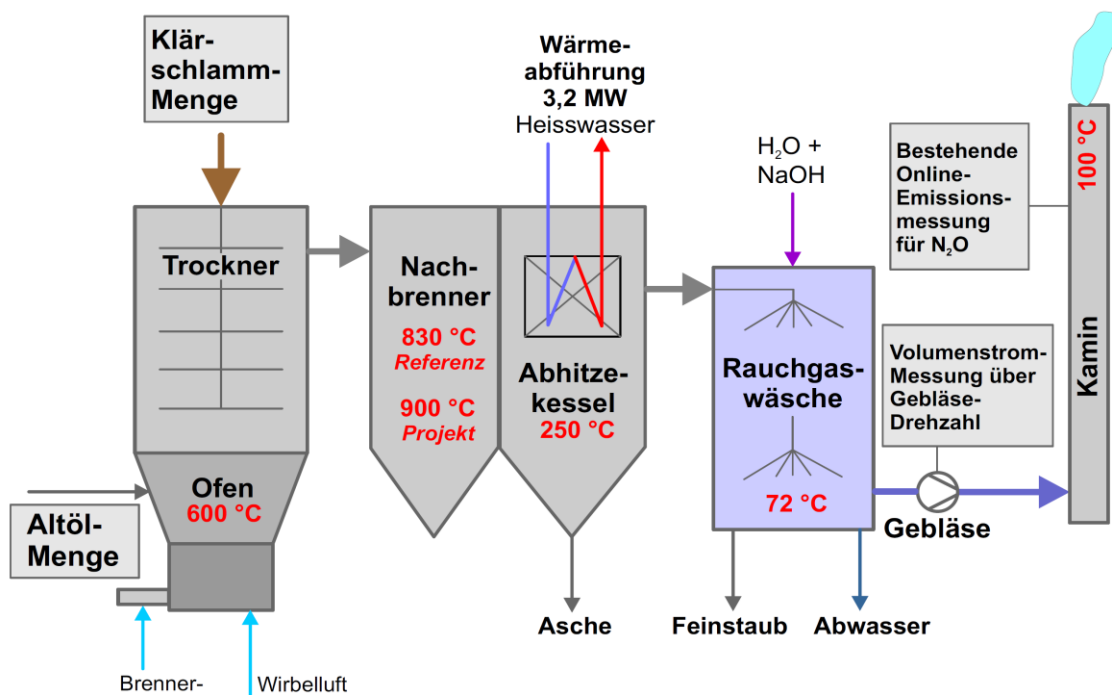 Klär-
schlamm-
Menge
Wärme-
abführung
3,2 MW
Heisswasser
H₂O +
NaOH
Bestehende
Online-
Emissions-
messung
für N₂O
100 °C
Kamin
Trockner
Nach-
brenner
830 °C
Referenz
900 °C
Projekt
Abhitze-
kessel
250 °C
Rauchgas-
wäsche
72 °C
Volumenstrom-
Messung über
Gebläse-
Drehzahl
Gebläse
Ofen
600 °C
Altöl-
Menge
Asche
Feinstaub
Abwasser
Brenner-
Wirbelluft